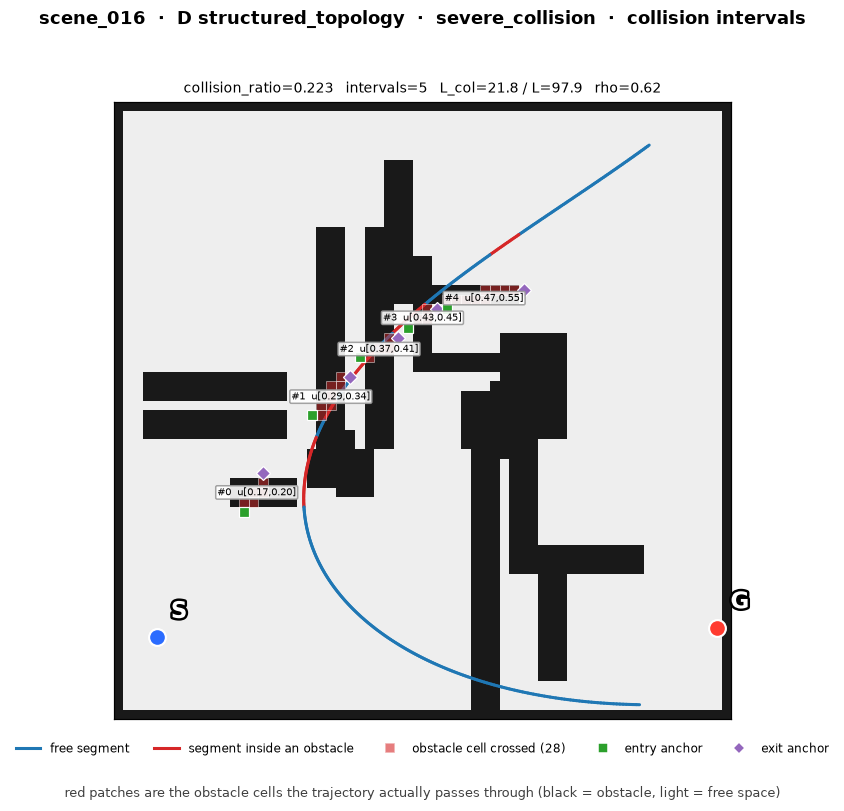 scene_016  ·  D structured_topology  ·  severe_collision  ·  collision intervals
collision_ratio=0.223   intervals=5   L_col=21.8 / L=97.9   rho=0.62
#4  u[0.47,0.55]
#3  u[0.43,0.45]
#2  u[0.37,0.41]
#1  u[0.29,0.34]
#0  u[0.17,0.20]
S
G
free segment
segment inside an obstacle
obstacle cell crossed (28)
entry anchor
exit anchor
red patches are the obstacle cells the trajectory actually passes through (black = obstacle, light = free space)